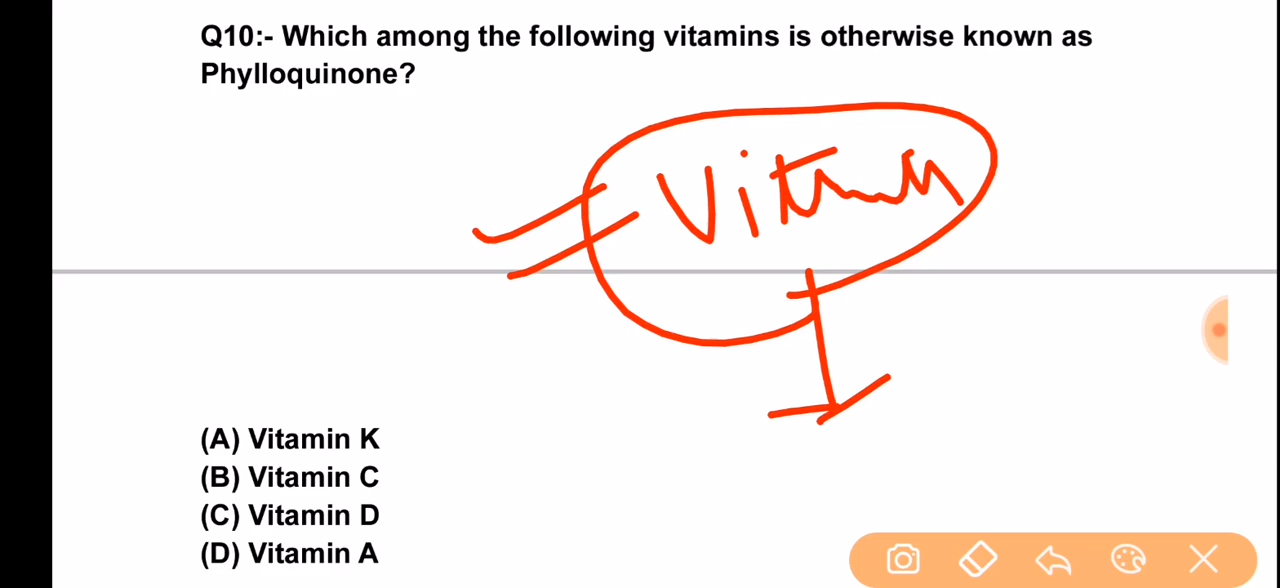 Q10:- Which among the following vitamins is otherwise known as
Phylloquinone?
(A) Vitamin K
(B) Vitamin C
(C) Vitamin D
(D) Vitamin A